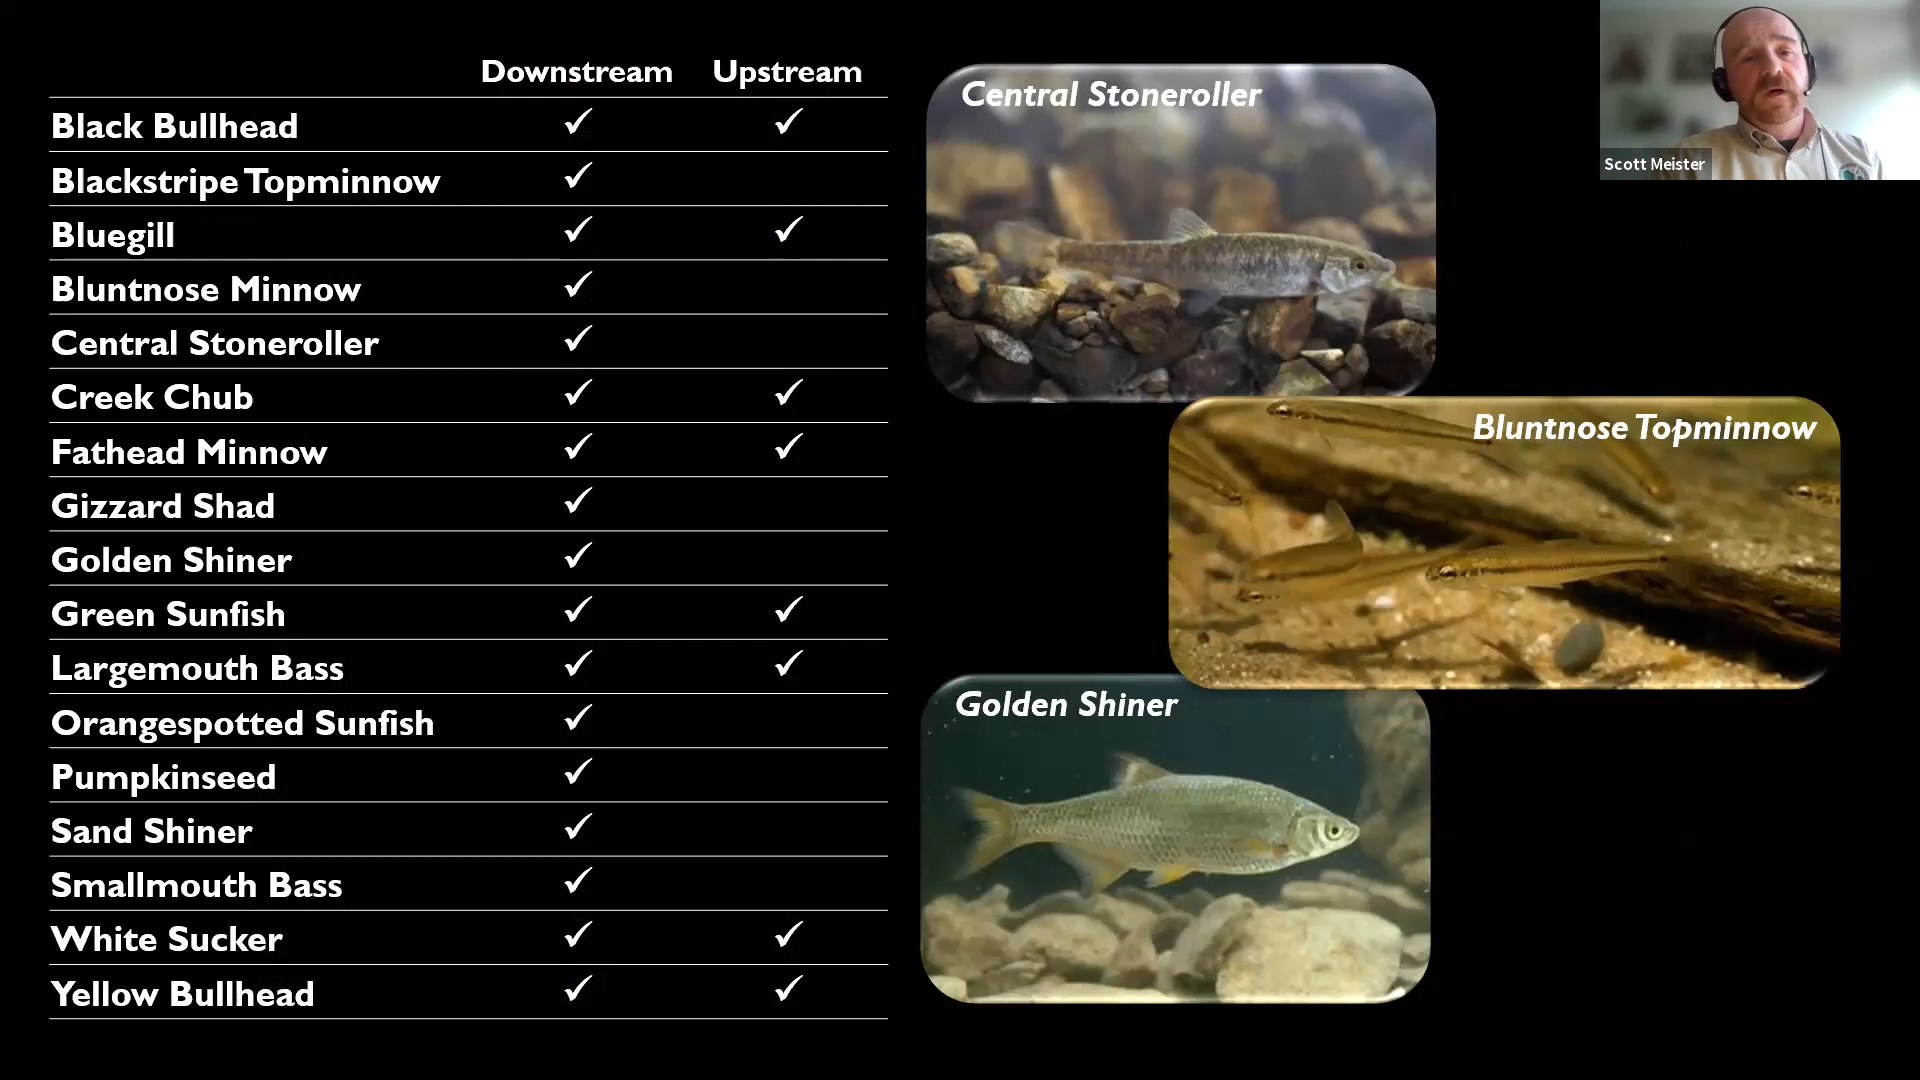 Downstream Upstream
Black Bullhead ✓ ✓
Blackstripe Topminnow ✓
Bluegill ✓ ✓
Bluntnose Minnow ✓
Central Stoneroller ✓
Creek Chub ✓ ✓
Fathead Minnow ✓ ✓
Gizzard Shad ✓
Golden Shiner ✓
Green Sunfish ✓ ✓
Largemouth Bass ✓ ✓
Orangespotted Sunfish ✓
Pumpkinseed ✓
Sand Shiner ✓
Smallmouth Bass ✓
White Sucker ✓ ✓
Yellow Bullhead ✓ ✓
Central Stoneroller
Bluntnose Topminnow
Golden Shiner
Scott Meister